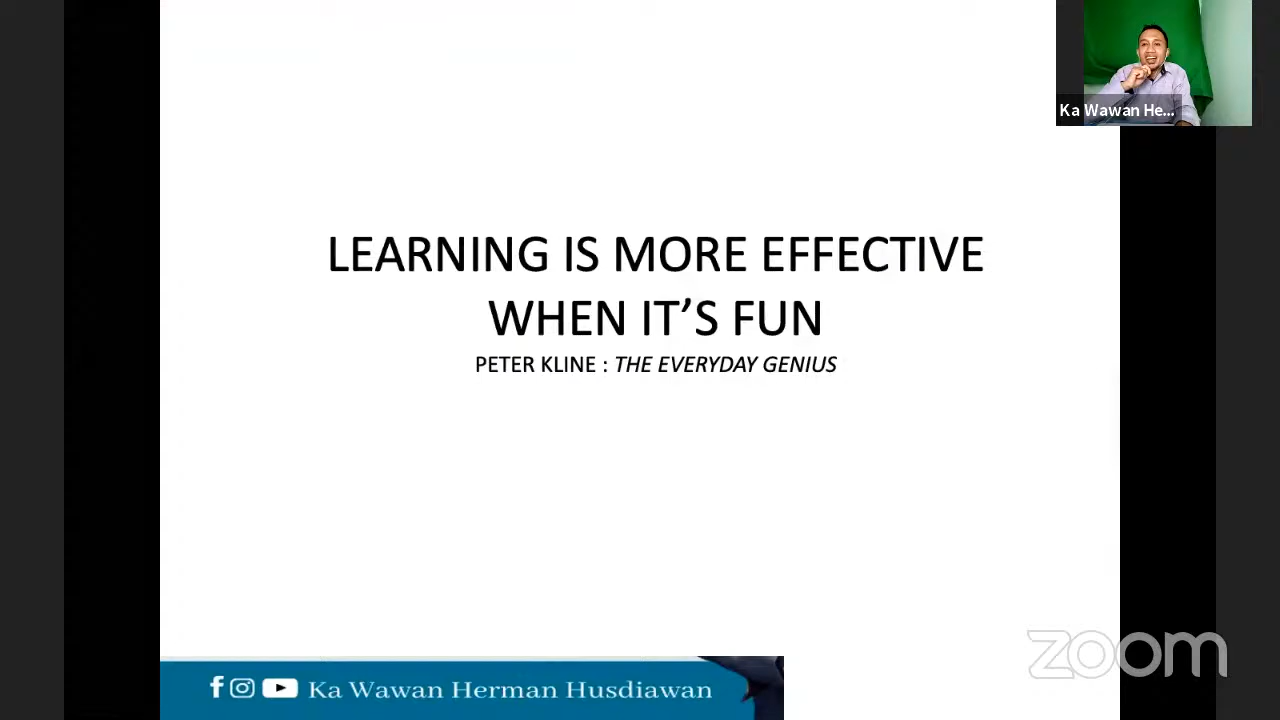 Ka Wawan He...
LEARNING IS MORE EFFECTIVE
WHEN IT’S FUN
PETER KLINE : THE EVERYDAY GENIUS
zoom
Ka Wawan Herman Husdiawan